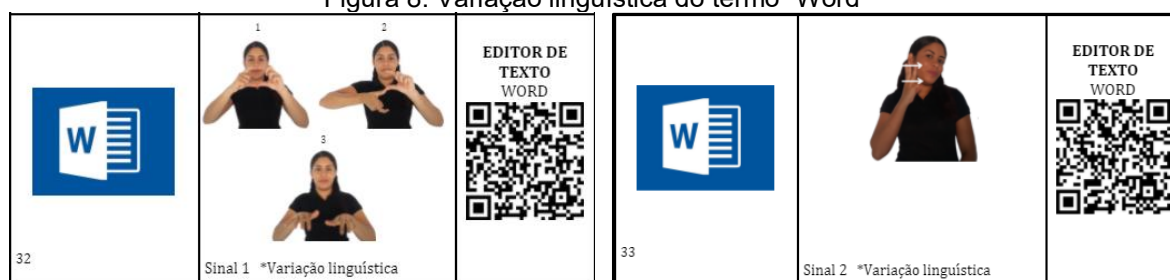 Figura 8: Variação linguística do termo "Word"
1
2
3
W
32
Sinal 1 *Variação linguística
EDITOR DE
TEXTO
WORD
W
33
Sinal 2 *Variação linguística
EDITOR DE
TEXTO
WORD